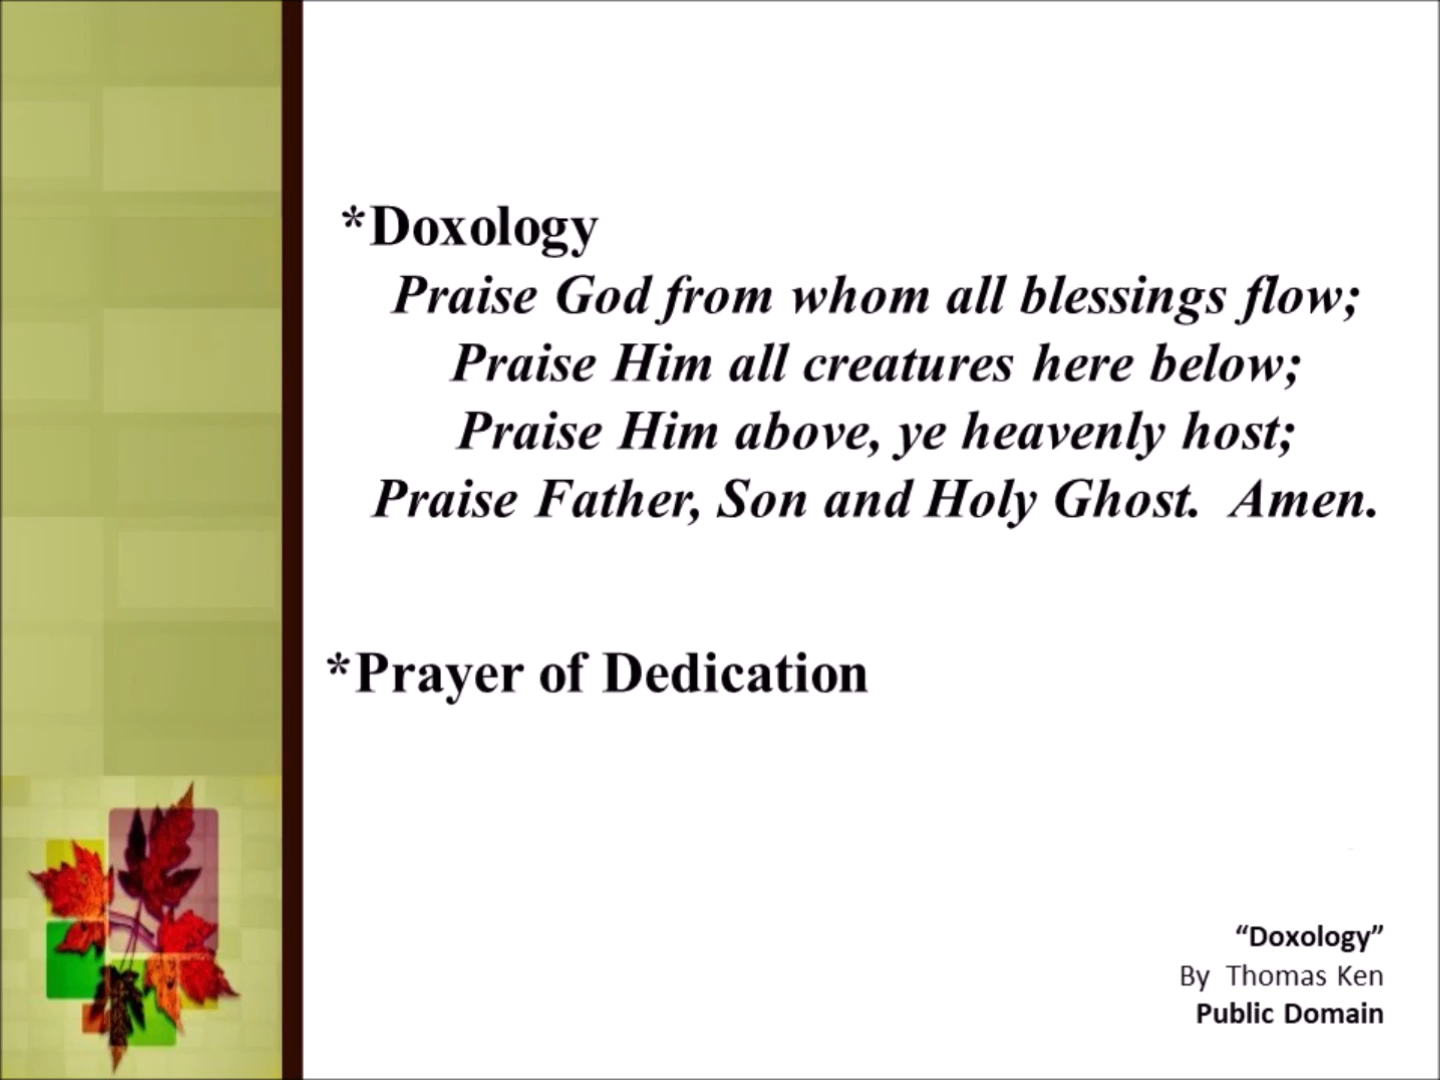 *Doxology
Praise God from whom all blessings flow;
Praise Him all creatures here below;
Praise Him above, ye heavenly host;
Praise Father, Son and Holy Ghost.  Amen.
*Prayer of Dedication
“Doxology”
By  Thomas Ken
Public Domain